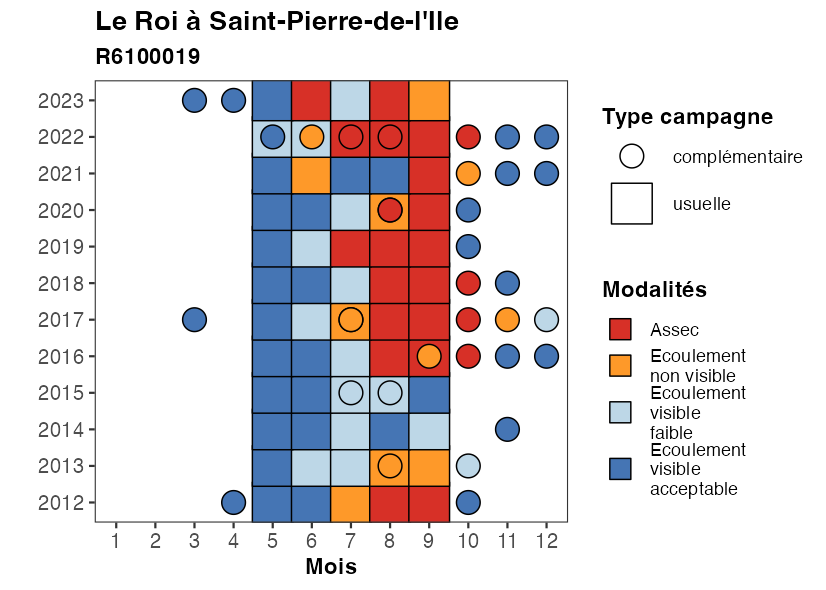 Le Roi à Saint-Pierre-de-l'Ile
R6100019
2023
2022
2021
2020
2019
2018
2017
2016
2015
2014
2013
2012
1 2 3 4 5 6 7 8 9 10 11 12
Mois
Type campagne
complémentaire
usuelle
Modalités
Assec
Ecoulement
non visible
Ecoulement
visible
faible
Ecoulement
visible
acceptable